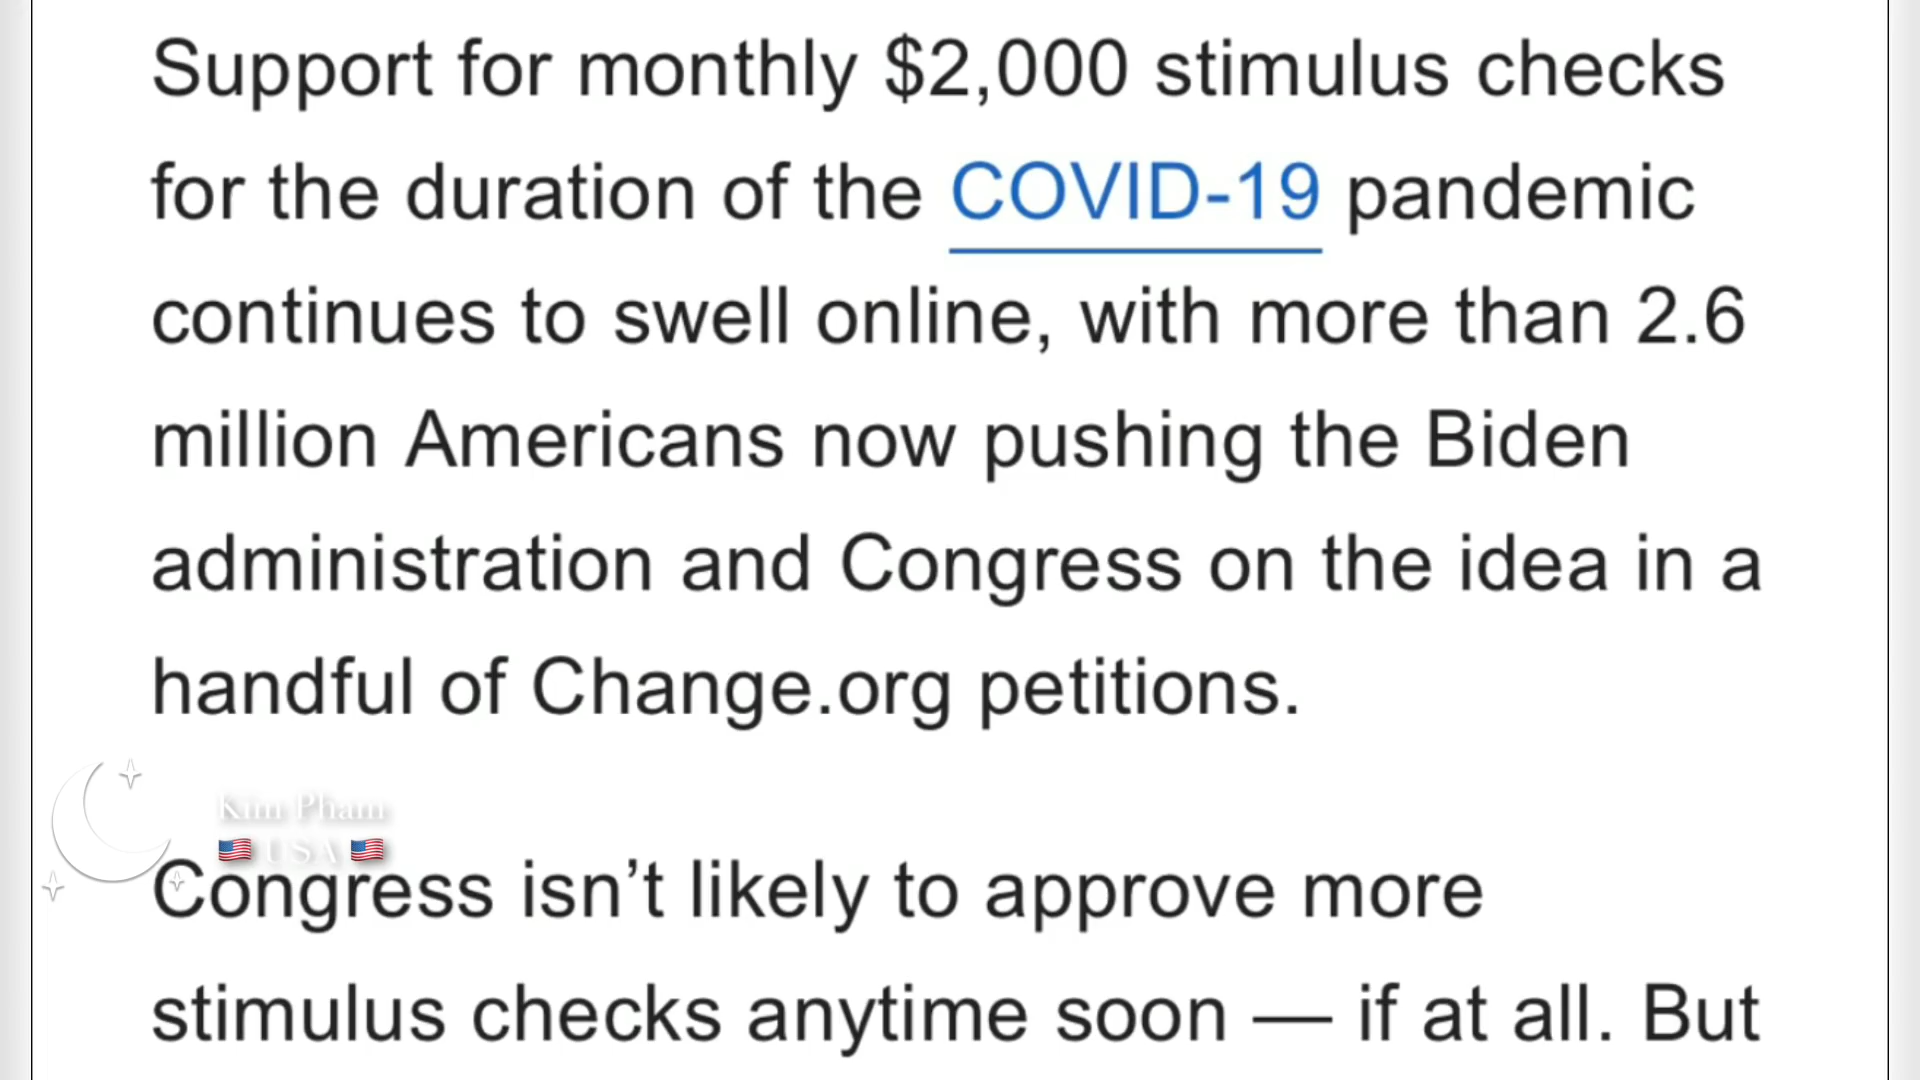 Support for monthly $2,000 stimulus checks
for the duration of the COVID-19 pandemic
continues to swell online, with more than 2.6
million Americans now pushing the Biden
administration and Congress on the idea in a
handful of Change.org petitions.
Kim Pham
🇺🇸 USA 🇺🇸
Congress isn’t likely to approve more
stimulus checks anytime soon — if at all. But